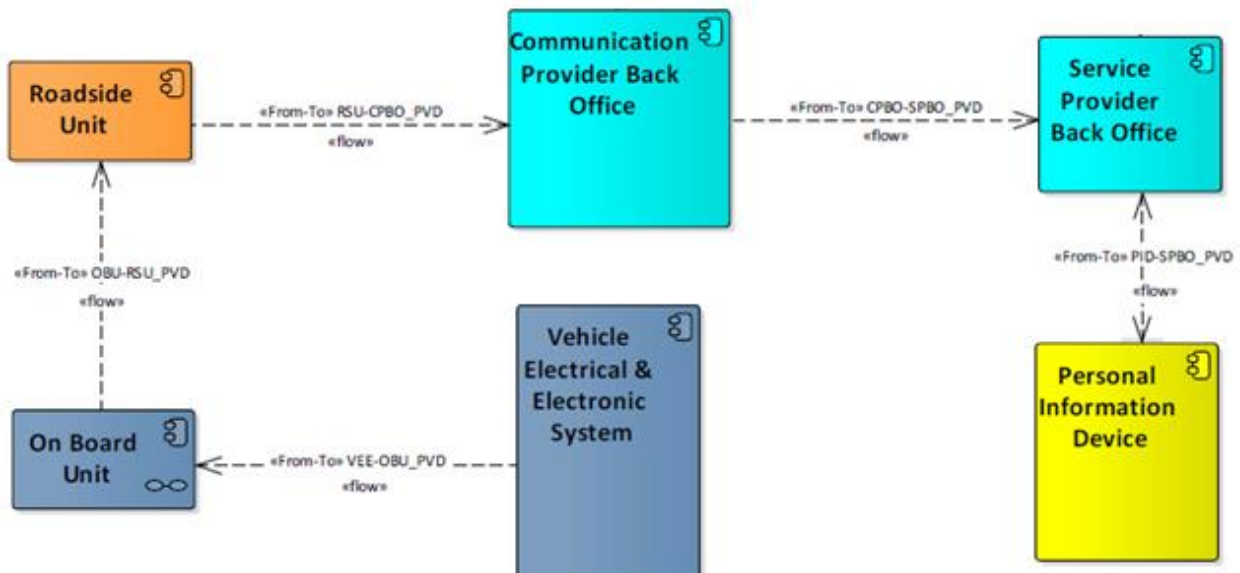 Communication
Provider Back
Office
Service
Provider
Back Office
Roadside
Unit
«From-To» RSU-CPBO_PVD
«flow»
«From-To» CPBO-SPBO_PVD
«flow»
«From-To» OBU-RSU_PVD
«flow»
«From-To» PID-SPBO_PVD
«flow»
Vehicle
Electrical &
Electronic
System
Personal
Information
Device
On Board
Unit
«From-To» VEE-OBU_PVD
«flow»